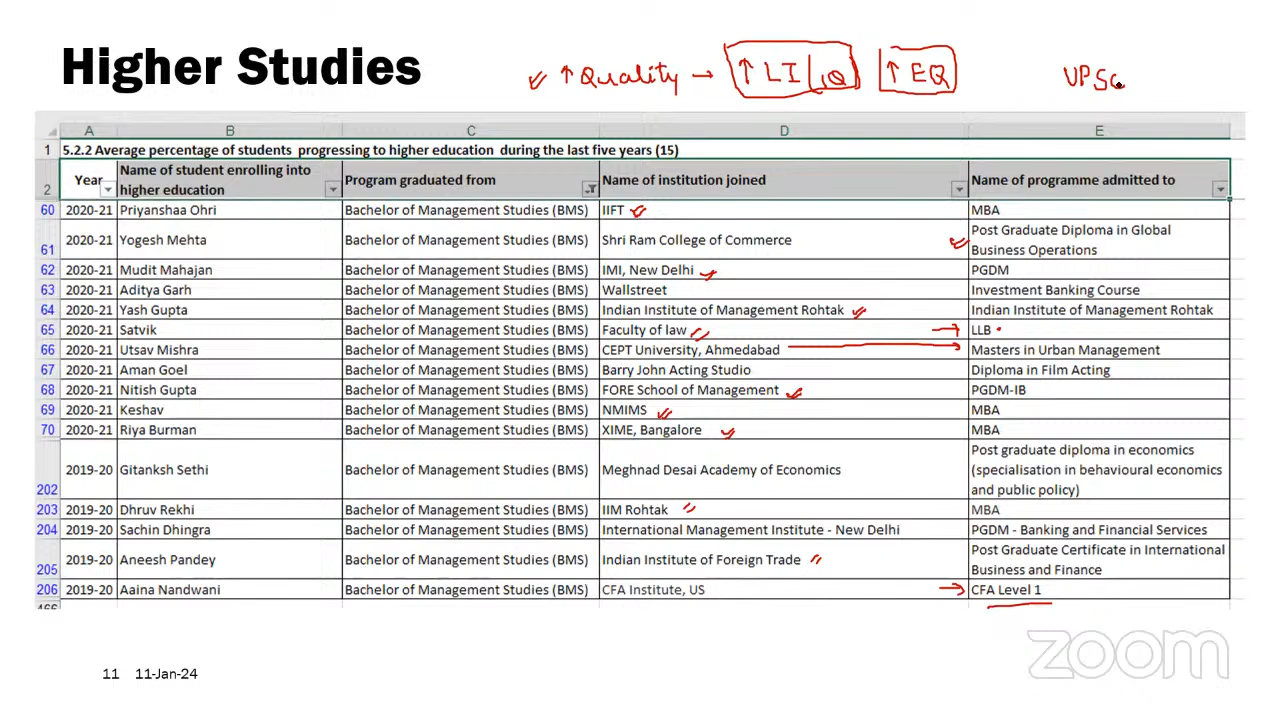 Higher Studies
↑ Quality → ↑ LI | IQ ↑ EQ UPSC
A B C D E
1 5.2.2 Average percentage of students progressing to higher education during the last five years (15)
2 Year Name of student enrolling into higher education Program graduated from Name of institution joined Name of programme admitted to
60 2020-21 Priyanshaa Ohri Bachelor of Management Studies (BMS) IIFT MBA
61 2020-21 Yogesh Mehta Bachelor of Management Studies (BMS) Shri Ram College of Commerce Post Graduate Diploma in Global Business Operations
62 2020-21 Mudit Mahajan Bachelor of Management Studies (BMS) IMI, New Delhi PGDM
63 2020-21 Aditya Garh Bachelor of Management Studies (BMS) Wallstreet Investment Banking Course
64 2020-21 Yash Gupta Bachelor of Management Studies (BMS) Indian Institute of Management Rohtak Indian Institute of Management Rohtak
65 2020-21 Satvik Bachelor of Management Studies (BMS) Faculty of law LLB
66 2020-21 Utsav Mishra Bachelor of Management Studies (BMS) CEPT University, Ahmedabad Masters in Urban Management
67 2020-21 Aman Goel Bachelor of Management Studies (BMS) Barry John Acting Studio Diploma in Film Acting
68 2020-21 Nitish Gupta Bachelor of Management Studies (BMS) FORE School of Management PGDM-IB
69 2020-21 Keshav Bachelor of Management Studies (BMS) NMIMS MBA
70 2020-21 Riya Burman Bachelor of Management Studies (BMS) XIME, Bangalore MBA
202 2019-20 Gitanksh Sethi Bachelor of Management Studies (BMS) Meghnad Desai Academy of Economics Post graduate diploma in economics (specialisation in behavioural economics and public policy)
203 2019-20 Dhruv Rekhi Bachelor of Management Studies (BMS) IIM Rohtak MBA
204 2019-20 Sachin Dhingra Bachelor of Management Studies (BMS) International Management Institute - New Delhi PGDM - Banking and Financial Services
205 2019-20 Aneesh Pandey Bachelor of Management Studies (BMS) Indian Institute of Foreign Trade Post Graduate Certificate in International Business and Finance
206 2019-20 Aaina Nandwani Bachelor of Management Studies (BMS) CFA Institute, US CFA Level 1
11 11-Jan-24
zoom